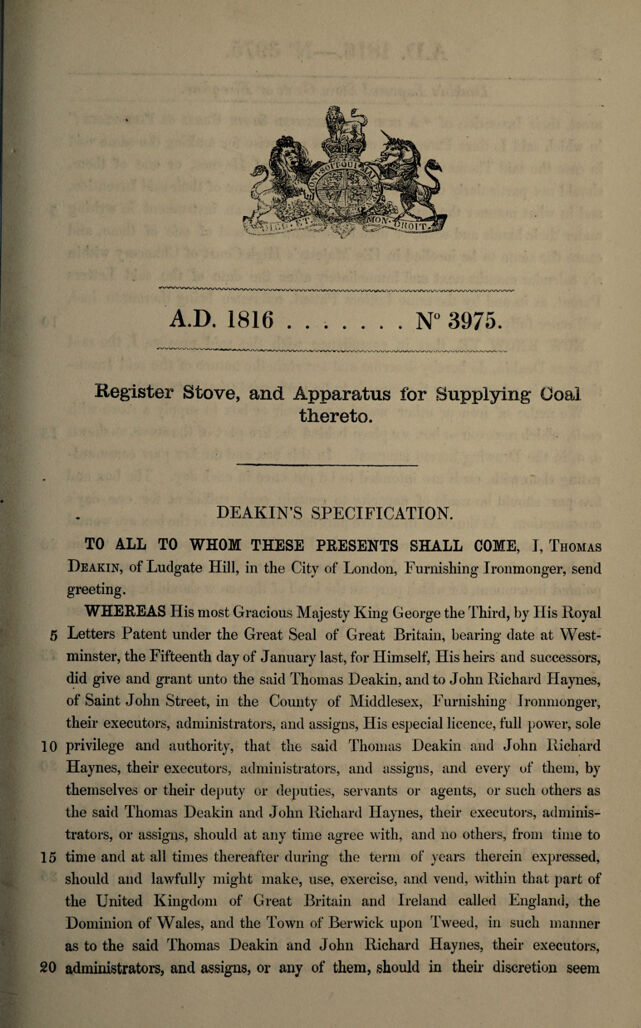 HONI SOIT QUI MAL
DIEU ET MON DROIT
A.D. 1816 . . . . . . . . N° 3975.
Register Stove, and Apparatus for Supplying Coal
thereto.
DEAKIN'S SPECIFICATION.
TO ALL TO WHOM THESE PRESENTS SHALL COME, I, THOMAS
DEAKIN, of Ludgate Hill, in the City of London, Furnishing Ironmonger, send
greeting.
WHEREAS His most Gracious Majesty King George the Third, by His Royal
5 Letters Patent under the Great Seal of Great Britain, bearing date at West-
minster, the Fifteenth day of January last, for Himself, His heirs and successors,
did give and grant unto the said Thomas Deakin, and to John Richard Haynes,
of Saint John Street, in the County of Middlesex, Furnishing Ironmonger,
their executors, administrators, and assigns, His especial licence, full power, sole
10 privilege and authority, that the said Thomas Deakin and John Richard
Haynes, their executors, administrators, and assigns, and every of them, by
themselves or their deputy or deputies, servants or agents, or such others as
the said Thomas Deakin and John Richard Haynes, their executors, adminis-
trators, or assigns, should at any time agree with, and no others, from time to
15 time and at all times thereafter during the term of years therein expressed,
should and lawfully might make, use, exercise, and vend, within that part of
the United Kingdom of Great Britain and Ireland called England, the
Dominion of Wales, and the Town of Berwick upon Tweed, in such manner
as to the said Thomas Deakin and John Richard Haynes, their executors,
20 administrators, and assigns, or any of them, should in their discretion seem